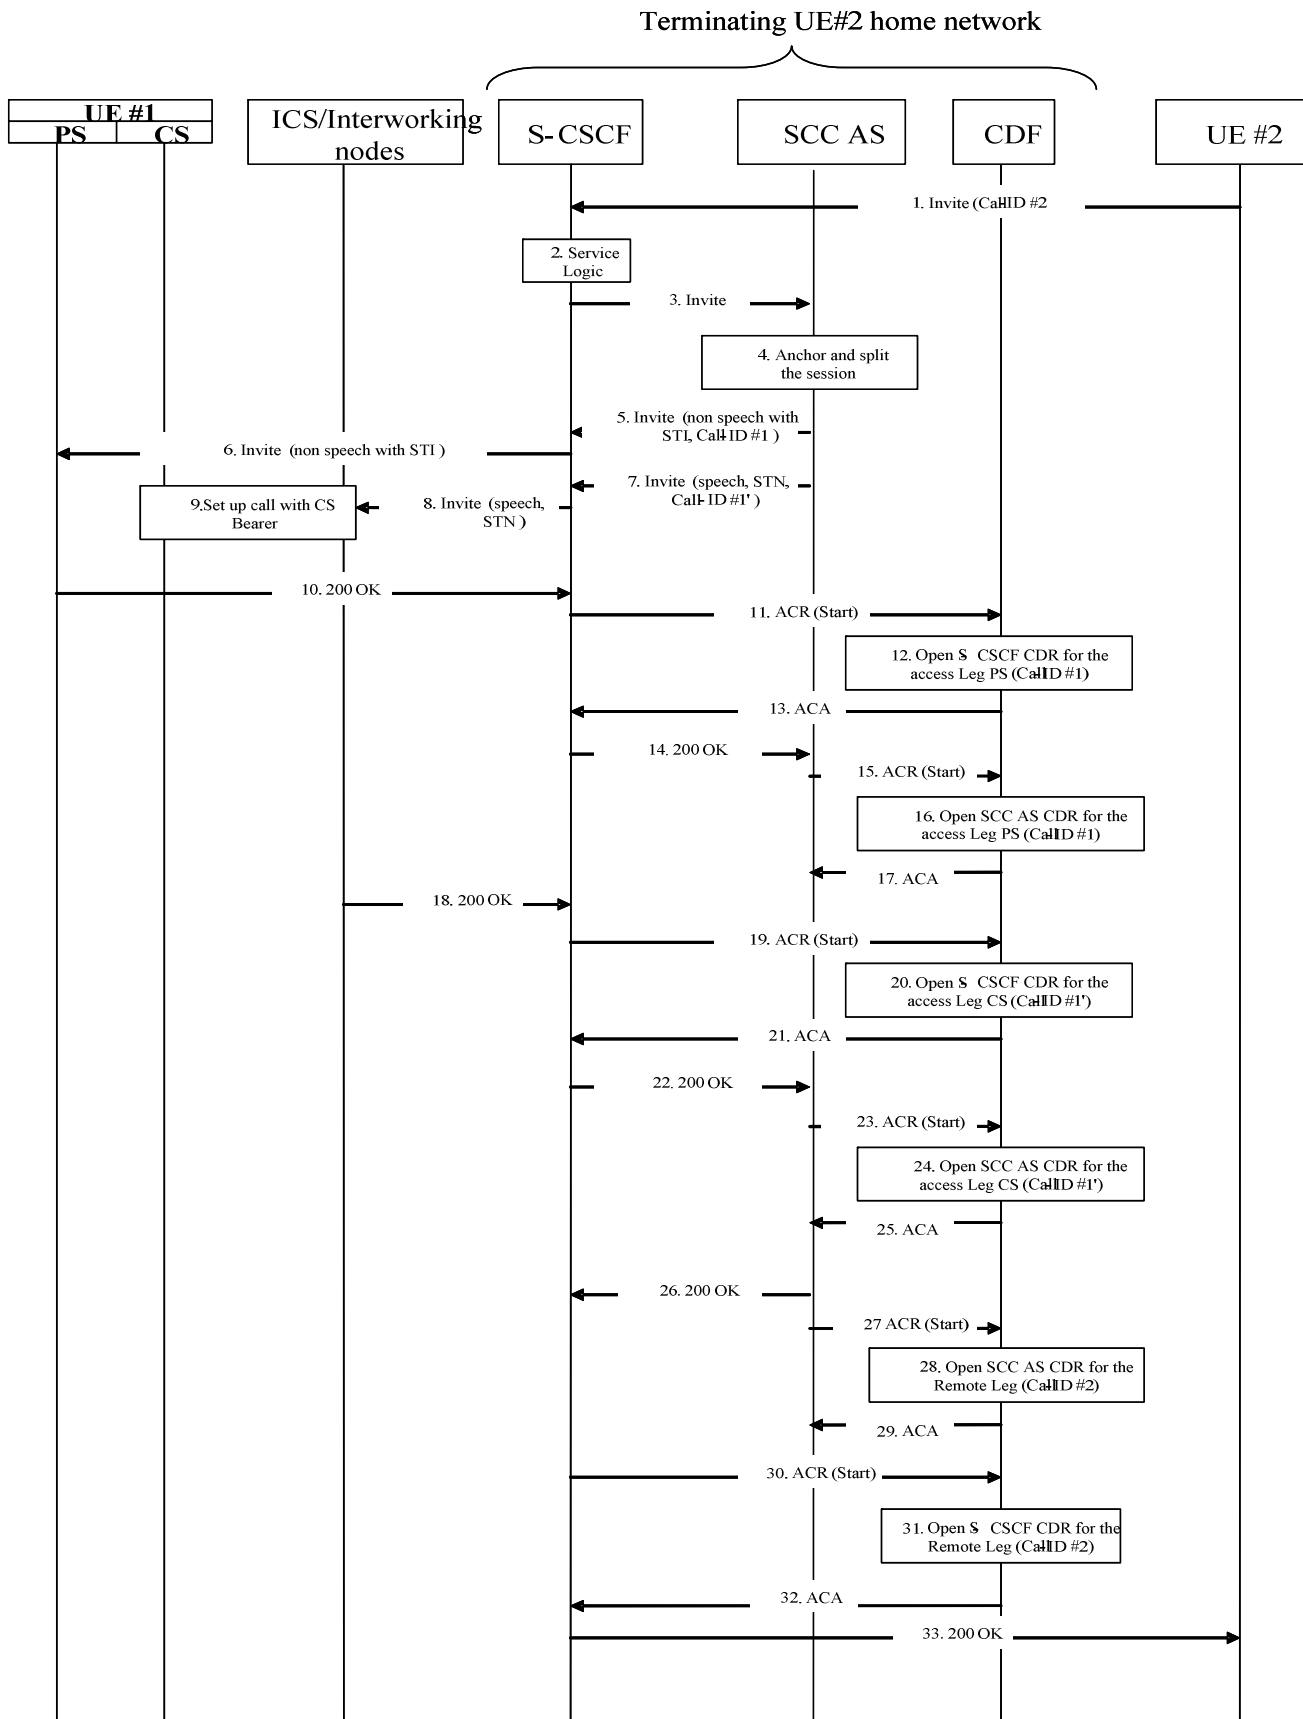 Terminating UE#2 home network
UE #1
PS CS
ICS/Interworking
nodes
S-CSCF
SCC AS
CDF
UE #2
1. Invite (Call-ID #2
2. Service
Logic
3. Invite
4. Anchor and split
the session
5. Invite (non speech with
STI, Call-ID #1 )
6. Invite (non speech with STI )
7. Invite (speech, STN,
Call-ID #1' )
8. Invite (speech,
STN )
9.Set up call with CS
Bearer
10. 200 OK
11. ACR (Start)
12. Open S-CSCF CDR for the
access Leg PS (Call-ID #1)
13. ACA
14. 200 OK
15. ACR (Start)
16. Open SCC AS CDR for the
access Leg PS (Call-ID #1)
17. ACA
18. 200 OK
19. ACR (Start)
20. Open S-CSCF CDR for the
access Leg CS (Call-ID #1')
21. ACA
22. 200 OK
23. ACR (Start)
24. Open SCC AS CDR for the
access Leg CS (Call-ID #1')
25. ACA
26. 200 OK
27 ACR (Start)
28. Open SCC AS CDR for the
Remote Leg (Call-ID #2)
29. ACA
30. ACR (Start)
31. Open S-CSCF CDR for the
Remote Leg (Call-ID #2)
32. ACA
33. 200 OK